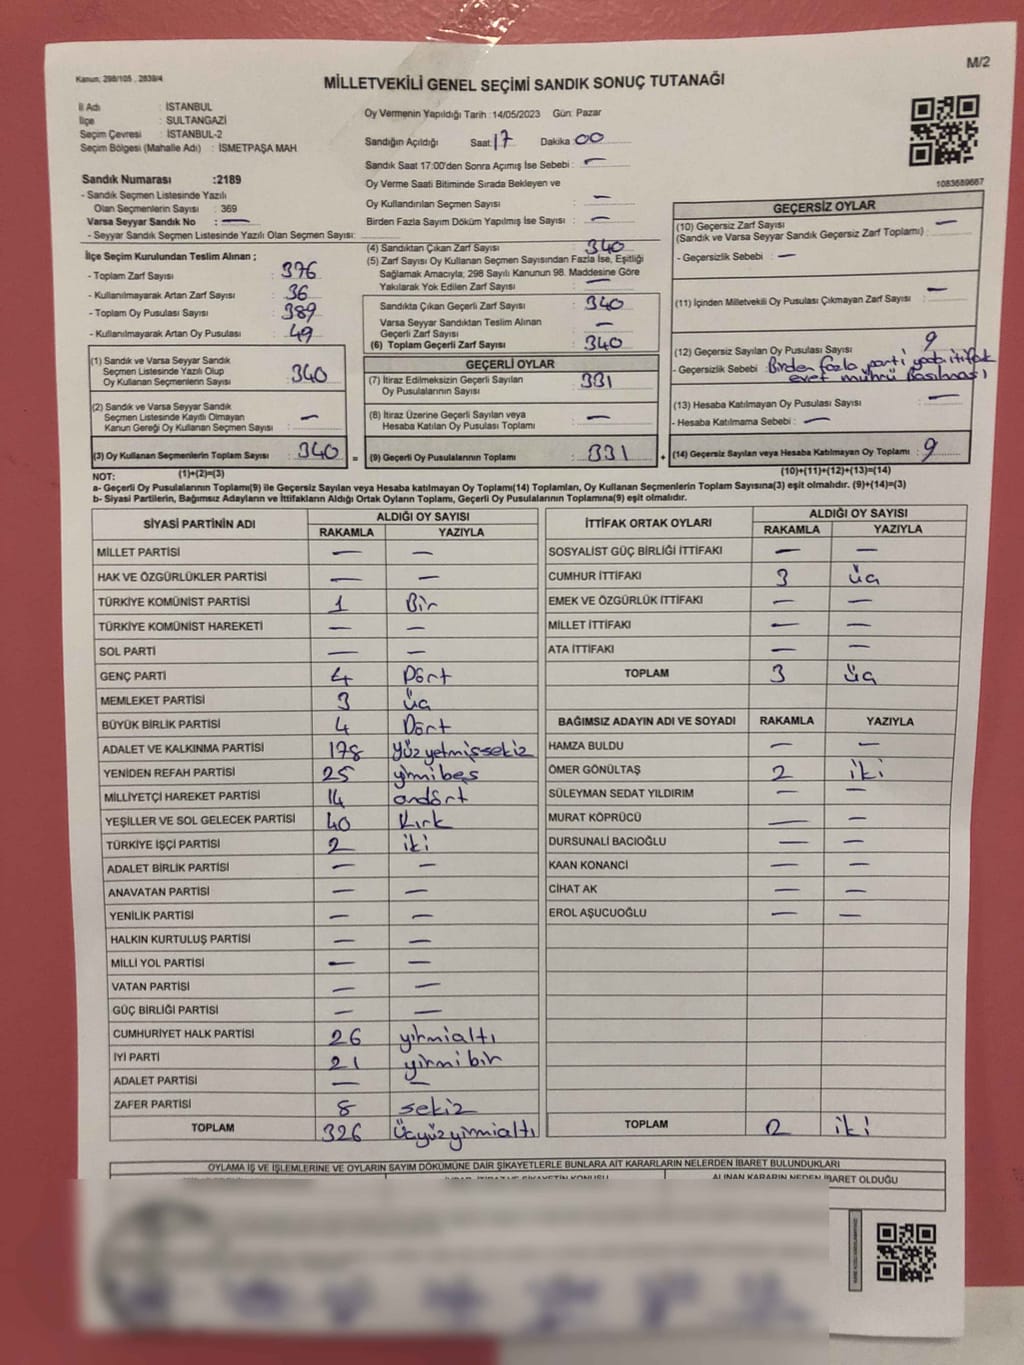 Kanun; 298/105 , 2839/4
M/2
MİLLETVEKİLİ GENEL SEÇİMİ SANDIK SONUÇ TUTANAĞI
İl Adı : İSTANBUL
İlçe : SULTANGAZİ
Seçim Çevresi : İSTANBUL-2
Seçim Bölgesi (Mahalle Adı) : İSMETPAŞA MAH
Sandık Numarası :2189
- Sandık Seçmen Listesinde Yazılı
Olan Seçmenlerin Sayısı : 369
Varsa Seyyar Sandık No : —
- Seyyar Sandık Seçmen Listesinde Yazılı Olan Seçmen Sayısı:
Oy Vermenin Yapıldığı Tarih : 14/05/2023 Gün: Pazar
Sandığın Açıldığı Saat 17 Dakika 00
Sandık Saat 17:00'den Sonra Açımış İse Sebebi : —
Oy Verme Saati Bitiminde Sırada Bekleyen ve
Oy Kullandırılan Seçmen Sayısı : —
Birden Fazla Sayım Döküm Yapılmış İse Sayısı : —
1083689667
İlçe Seçim Kurulundan Teslim Alınan ;
- Toplam Zarf Sayısı : 376
- Kullanılmayarak Artan Zarf Sayısı : 36
- Toplam Oy Pusulası Sayısı : 389
- Kullanılmayarak Artan Oy Pusulası : 49
(1) Sandık ve Varsa Seyyar Sandık
Seçmen Listesinde Yazılı Olup
Oy Kullanan Seçmenlerin Sayısı : 340
(2) Sandık ve Varsa Seyyar Sandık
Seçmen Listesinde Kayıtlı Olmayan
Kanun Gereği Oy Kullanan Seçmen Sayısı : —
(3) Oy Kullanan Seçmenlerin Toplam Sayısı : 340 =
(1)+(2)=(3)
(4) Sandıktan Çıkan Zarf Sayısı : 340
(5) Zarf Sayısı Oy Kullanan Seçmen Sayısından Fazla İse, Eşitliği
Sağlamak Amacıyla; 298 Sayılı Kanunun 98. Maddesine Göre
Yakılarak Yok Edilen Zarf Sayısı : —
Sandıkta Çıkan Geçerli Zarf Sayısı : 340
Varsa Seyyar Sandıktan Teslim Alınan
Geçerli Zarf Sayısı : —
(6) Toplam Geçerli Zarf Sayısı : 340
GEÇERLİ OYLAR
(7) İtiraz Edilmeksizin Geçerli Sayılan
Oy Pusulalarının Sayısı : 331
(8) İtiraz Üzerine Geçerli Sayılan veya
Hesaba Katılan Oy Pusulası Toplamı : —
(9) Geçerli Oy Pusulalarının Toplamı : 331 +
GEÇERSİZ OYLAR
(10) Geçersiz Zarf Sayısı
(Sandık ve Varsa Seyyar Sandık Geçersiz Zarf Toplamı) : —
- Geçersizlik Sebebi : —
(11) İçinden Milletvekili Oy Pusulası Çıkmayan Zarf Sayısı : —
(12) Geçersiz Sayılan Oy Pusulası Sayısı : 9
- Geçersizlik Sebebi : Birden fazla parti yada itifak
evet mührü Basılması
(13) Hesaba Katılmayan Oy Pusulası Sayısı : —
- Hesaba Katılmama Sebebi : —
(14) Geçersiz Sayılan veya Hesaba Katılmayan Oy Toplamı : 9
(10)+(11)+(12)+(13)=(14)
NOT:
a- Geçerli Oy Pusulalarının Toplamı(9) ile Geçersiz Sayılan veya Hesaba katılmayan Oy Toplamı(14) Toplamları, Oy Kullanan Seçmenlerin Toplam Sayısına(3) eşit olmalıdır. (9)+(14)=(3)
b- Siyasi Partilerin, Bağımsız Adayların ve İttifakların Aldığı Ortak Oyların Toplamı, Geçerli Oy Pusulalarının Toplamına(9) eşit olmalıdır.
SİYASİ PARTİNİN ADI ALDIĞI OY SAYISI
RAKAMLA YAZIYLA
MİLLET PARTİSİ — —
HAK VE ÖZGÜRLÜKLER PARTİSİ — —
TÜRKİYE KOMÜNİST PARTİSİ 1 Bir
TÜRKİYE KOMÜNİST HAREKETİ — —
SOL PARTİ — —
GENÇ PARTİ 4 Dört
MEMLEKET PARTİSİ 3 üç
BÜYÜK BİRLİK PARTİSİ 4 Dört
ADALET VE KALKINMA PARTİSİ 178 Yüzyetmişsekiz
YENİDEN REFAH PARTİSİ 25 yirmibeş
MİLLİYETÇİ HAREKET PARTİSİ 14 ondört
YEŞİLLER VE SOL GELECEK PARTİSİ 40 Kırk
TÜRKİYE İŞÇİ PARTİSİ 2 iki
ADALET BİRLİK PARTİSİ — —
ANAVATAN PARTİSİ — —
YENİLİK PARTİSİ — —
HALKIN KURTULUŞ PARTİSİ — —
MİLLİ YOL PARTİSİ — —
VATAN PARTİSİ — —
GÜÇ BİRLİĞİ PARTİSİ — —
CUMHURİYET HALK PARTİSİ 26 yirmialtı
İYİ PARTİ 21 yirmibir
ADALET PARTİSİ — —
ZAFER PARTİSİ 8 sekiz
TOPLAM 326 Üçyüzyirmialtı
İTTİFAK ORTAK OYLARI ALDIĞI OY SAYISI
RAKAMLA YAZIYLA
SOSYALİST GÜÇ BİRLİĞİ İTTİFAKI — —
CUMHUR İTTİFAKI 3 üç
EMEK VE ÖZGÜRLÜK İTTİFAKI — —
MİLLET İTTİFAKI — —
ATA İTTİFAKI — —
TOPLAM 3 üç
BAĞIMSIZ ADAYIN ADI VE SOYADI RAKAMLA YAZIYLA
HAMZA BULDU — —
ÖMER GÖNÜLTAŞ 2 iki
SÜLEYMAN SEDAT YILDIRIM — —
MURAT KÖPRÜCÜ — —
DURSUNALİ BACIOĞLU — —
KAAN KONANCİ — —
CİHAT AK — —
EROL AŞUCUOĞLU — —
TOPLAM 2 iki
OYLAMA İŞ VE İŞLEMLERİNE VE OYLARIN SAYIM DÖKÜMÜNE DAİR ŞİKAYETLERLE BUNLARA AİT KARARLARIN NELERDEN İBARET BULUNDUKLARI
ALINAN KARARIN NEDEN İBARET OLDUĞU